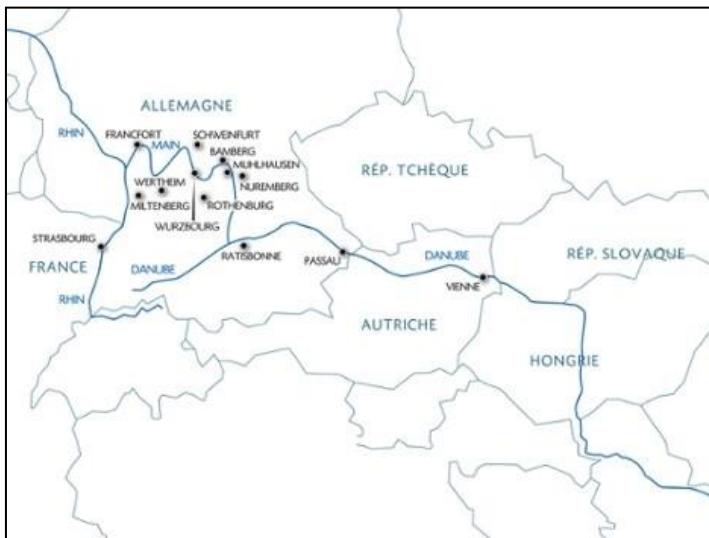 ALLEMAGNE
RHIN
FRANCFORT
MAIN
SCHWEINFURT
BAMBERG
MUHLHAUSEN
NUREMBERG
WERTHEIM
MILTENBERG
ROTHENBURG
WURZBOURG
RÉP. TCHÈQUE
STRASBOURG
FRANCE
DANUBE
RATISBONNE
PASSAU
DANUBE
RÉP. SLOVAQUE
VIENNE
RHIN
AUTRICHE
HONGRIE